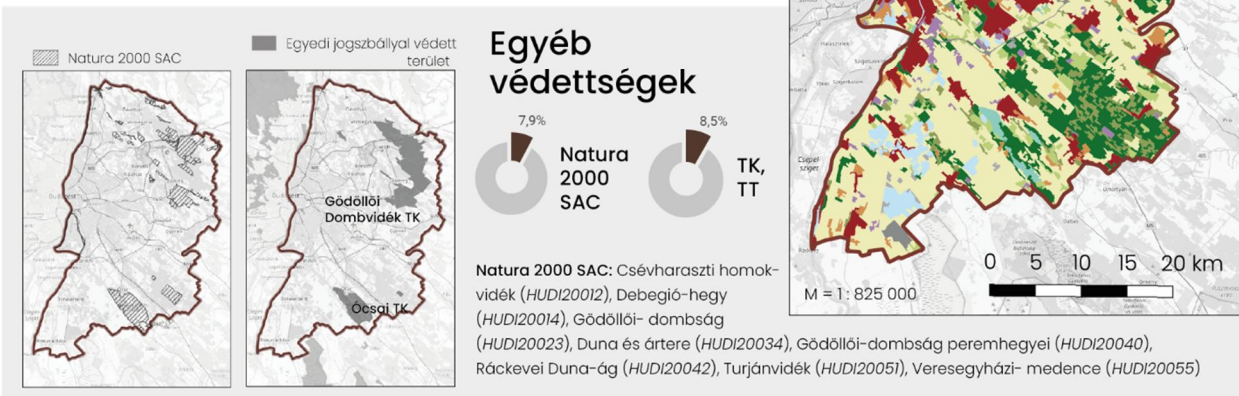 Natura 2000 SAC
Egyedi jogszbállyal védett
terület
Gödöllői
Dombvidék TK
Ócsai TK
Egyéb
védettségek
7,9%
Natura
2000
SAC
8,5%
TK,
TT
Natura 2000 SAC: Csévharaszti homok-
vidék (HUDI20012), Debegió-hegy
(HUDI20014), Gödöllői- dombság
(HUDI20023), Duna és ártere (HUDI20034), Gödöllői-dombság peremhegyei (HUDI20040),
Ráckevei Duna-ág (HUDI20042), Turjánvidék (HUDI20051), Veresegyházi- medence (HUDI20055)
Csepel-
sziget
0 5 10 15 20 km
M = 1 : 825 000